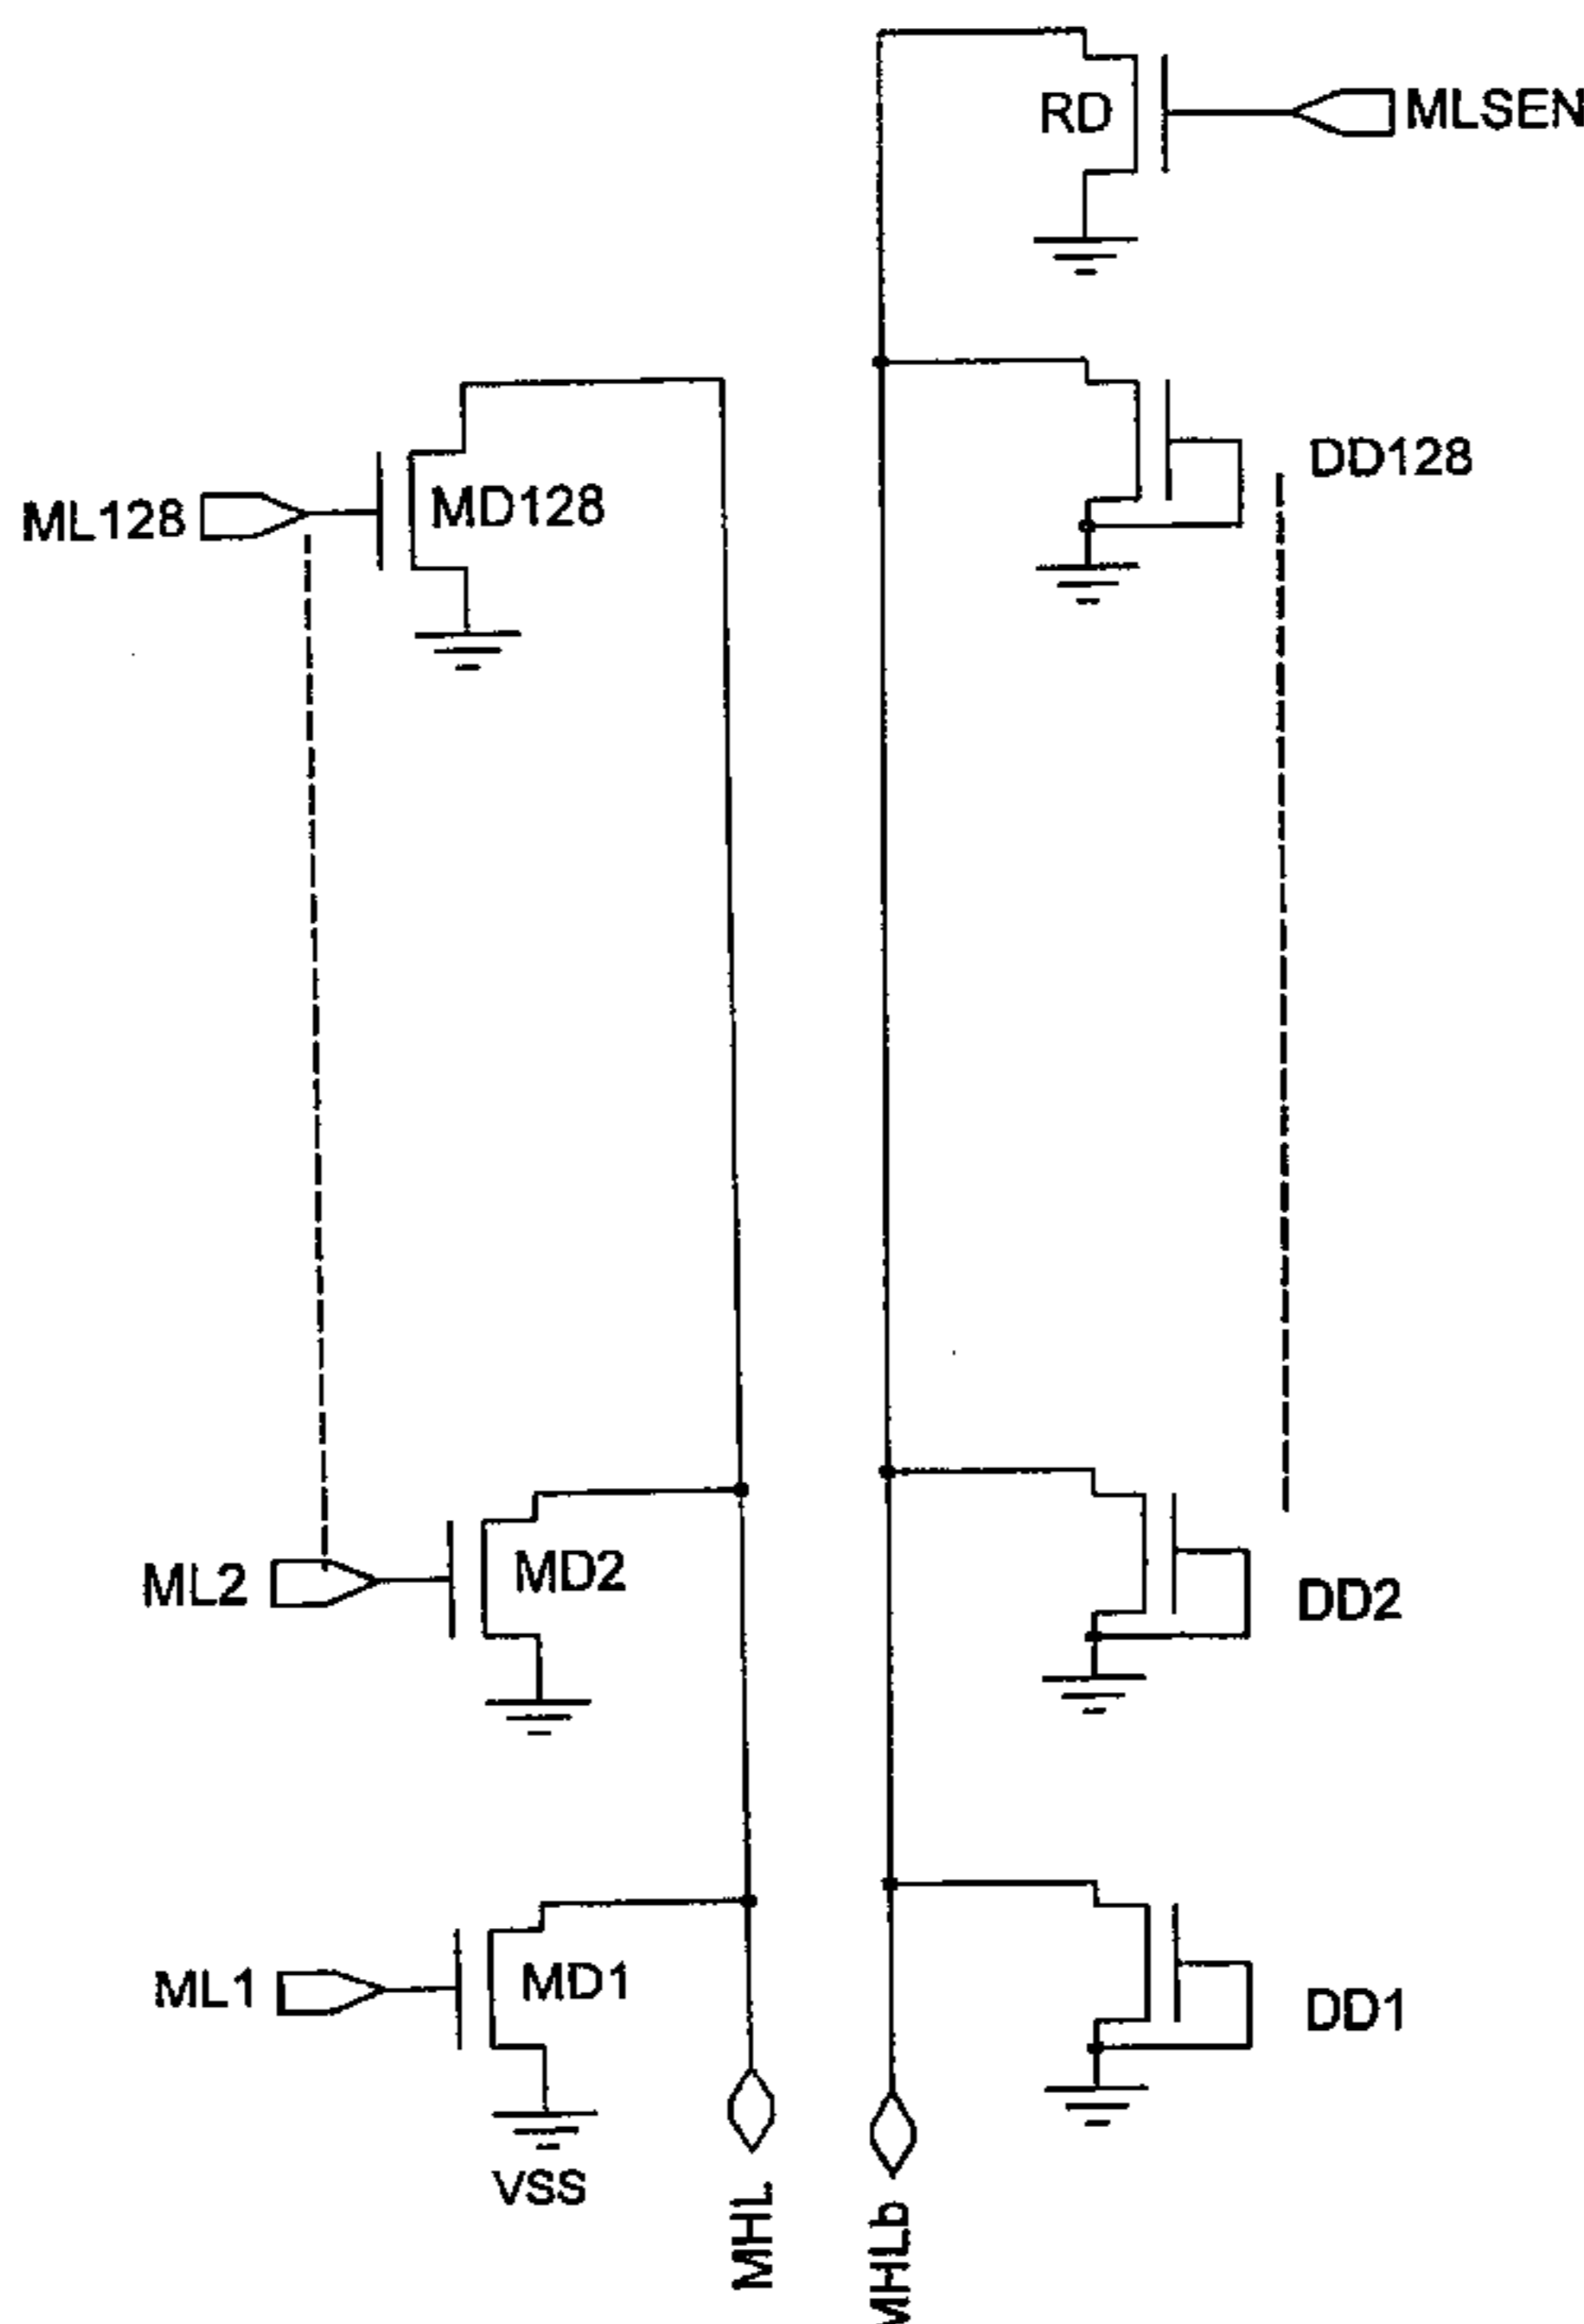 RD
MLSEN
DD128
MD128
ML128
MD2
ML2
DD2
MD1
ML1
DD1
VSS
MHL
MHLb